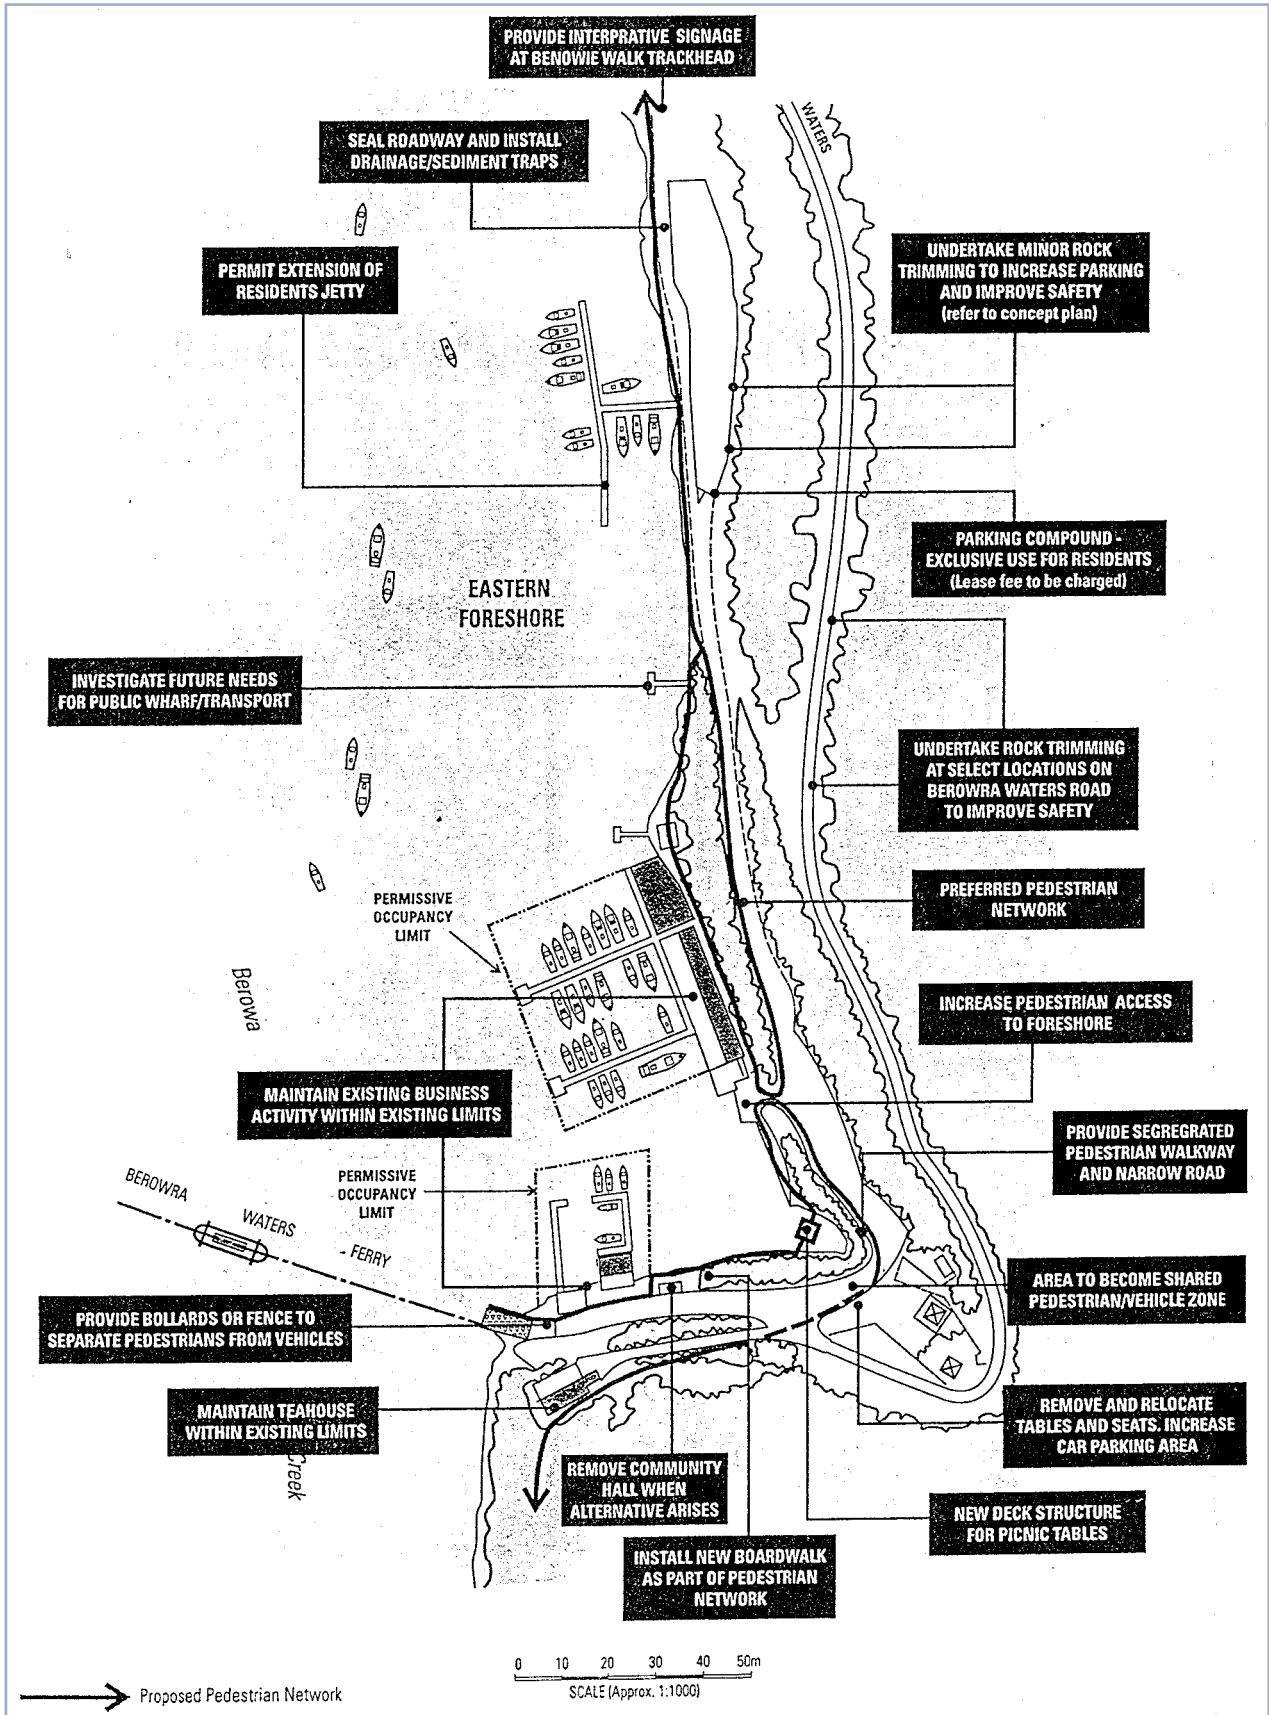 PROVIDE INTERPRATIVE SIGNAGE
AT BENOWIE WALK TRACKHEAD
WATERS
SEAL ROADWAY AND INSTALL
DRAINAGE/SEDIMENT TRAPS
PERMIT EXTENSION OF
RESIDENTS JETTY
UNDERTAKE MINOR ROCK
TRIMMING TO INCREASE PARKING
AND IMPROVE SAFETY
(refer to concept plan)
PARKING COMPOUND -
EXCLUSIVE USE FOR RESIDENTS
(Lease fee to be charged)
EASTERN
FORESHORE
INVESTIGATE FUTURE NEEDS
FOR PUBLIC WHARF/TRANSPORT
UNDERTAKE ROCK TRIMMING
AT SELECT LOCATIONS ON
BEROWRA WATERS ROAD
TO IMPROVE SAFETY
PREFERRED PEDESTRIAN
NETWORK
PERMISSIVE
OCCUPANCY
LIMIT
Berowa
INCREASE PEDESTRIAN ACCESS
TO FORESHORE
MAINTAIN EXISTING BUSINESS
ACTIVITY WITHIN EXISTING LIMITS
PROVIDE SEGREGRATED
PEDESTRIAN WALKWAY
AND NARROW ROAD
PERMISSIVE
OCCUPANCY
LIMIT
BEROWRA
WATERS
- FERRY
AREA TO BECOME SHARED
PEDESTRIAN/VEHICLE ZONE
PROVIDE BOLLARDS OR FENCE TO
SEPARATE PEDESTRIANS FROM VEHICLES
MAINTAIN TEAHOUSE
WITHIN EXISTING LIMITS
REMOVE AND RELOCATE
TABLES AND SEATS. INCREASE
CAR PARKING AREA
Creek
REMOVE COMMUNITY
HALL WHEN
ALTERNATIVE ARISES
NEW DECK STRUCTURE
FOR PICNIC TABLES
INSTALL NEW BOARDWALK
AS PART OF PEDESTRIAN
NETWORK
0 10 20 30 40 50m
SCALE (Approx. 1:1000)
Proposed Pedestrian Network